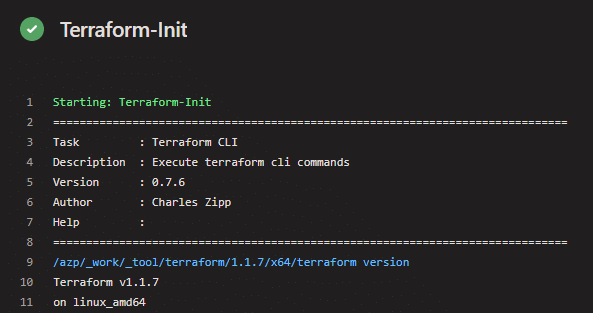 Terraform-Init
1 Starting: Terraform-Init
2 ==============================================================================
3 Task         : Terraform CLI
4 Description  : Execute terraform cli commands
5 Version      : 0.7.6
6 Author       : Charles Zipp
7 Help         :
8 ==============================================================================
9 /azp/_work/_tool/terraform/1.1.7/x64/terraform version
10 Terraform v1.1.7
11 on linux_amd64